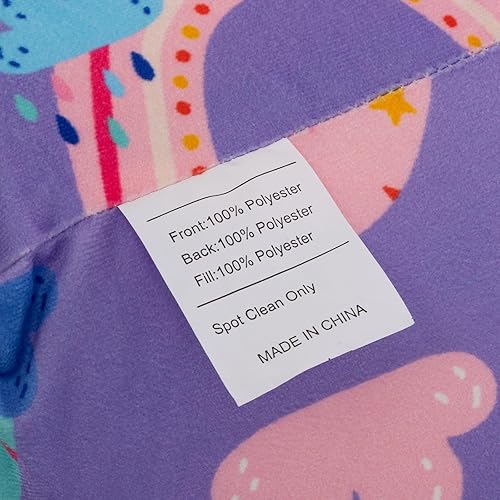 Front:100% Polyester
Back:100% Polyester
Fill:100% Polyester
Spot Clean Only
MADE IN CHINA